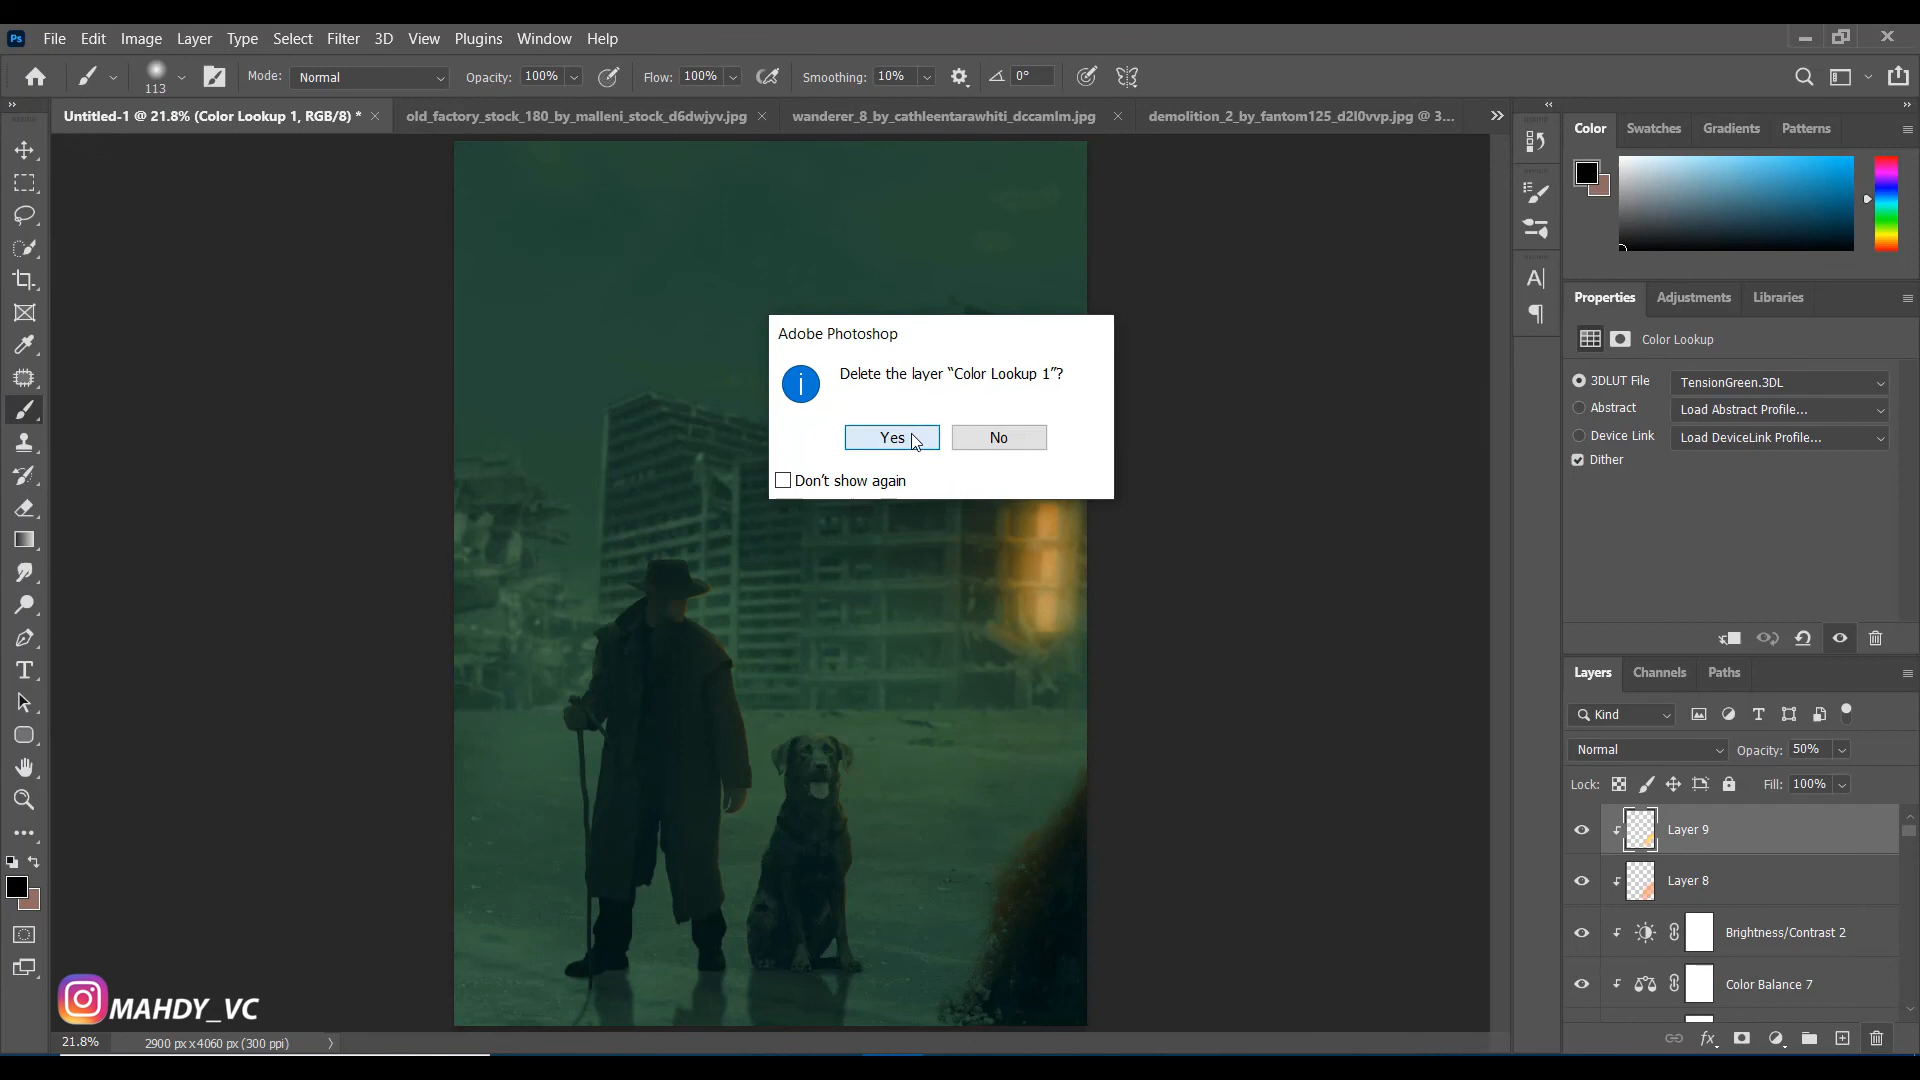 Ps File Edit Image Layer Type Select Filter 3D View Plugins Window Help
113 Mode: Normal Opacity: 100% Flow: 100% Smoothing: 10% 0°
Untitled-1 @ 21.8% (Color Lookup 1, RGB/8) * old_factory_stock_180_by_malleni_stock_d6dwjyv.jpg wanderer_8_by_cathleentarawhiti_dccamlm.jpg demolition_2_by_fantom125_d2l0vvp.jpg @ 3...
Color Swatches Gradients Patterns
Properties Adjustments Libraries
Color Lookup
3DLUT File TensionGreen.3DL
Abstract Load Abstract Profile...
Device Link Load DeviceLink Profile...
Dither
Adobe Photoshop
Delete the layer “Color Lookup 1”?
Yes No
Don’t show again
Layers Channels Paths
Kind
Normal Opacity: 50%
Lock: Fill: 100%
Layer 9
Layer 8
Brightness/Contrast 2
Color Balance 7
MAHDY_VC
21.8% 2900 px x 4060 px (300 ppi)
fx